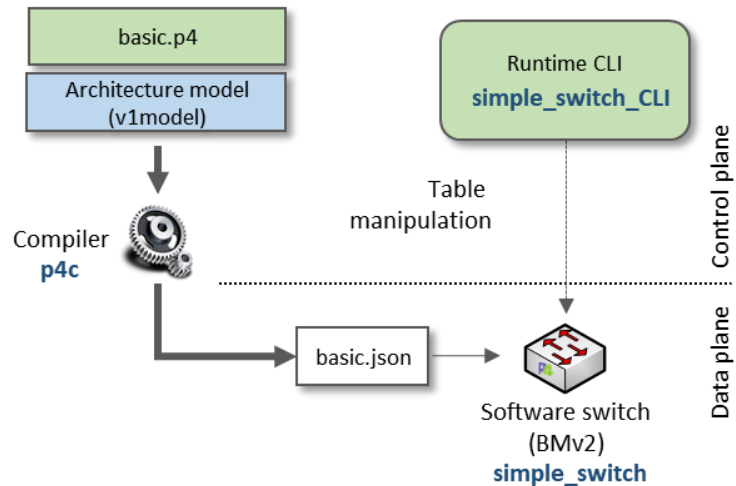 basic.p4
Architecture model
(v1model)
Runtime CLI
simple_switch_CLI
Table
manipulation
Control plane
Compiler
p4c
basic.json
P4
Data plane
Software switch
(BMv2)
simple_switch